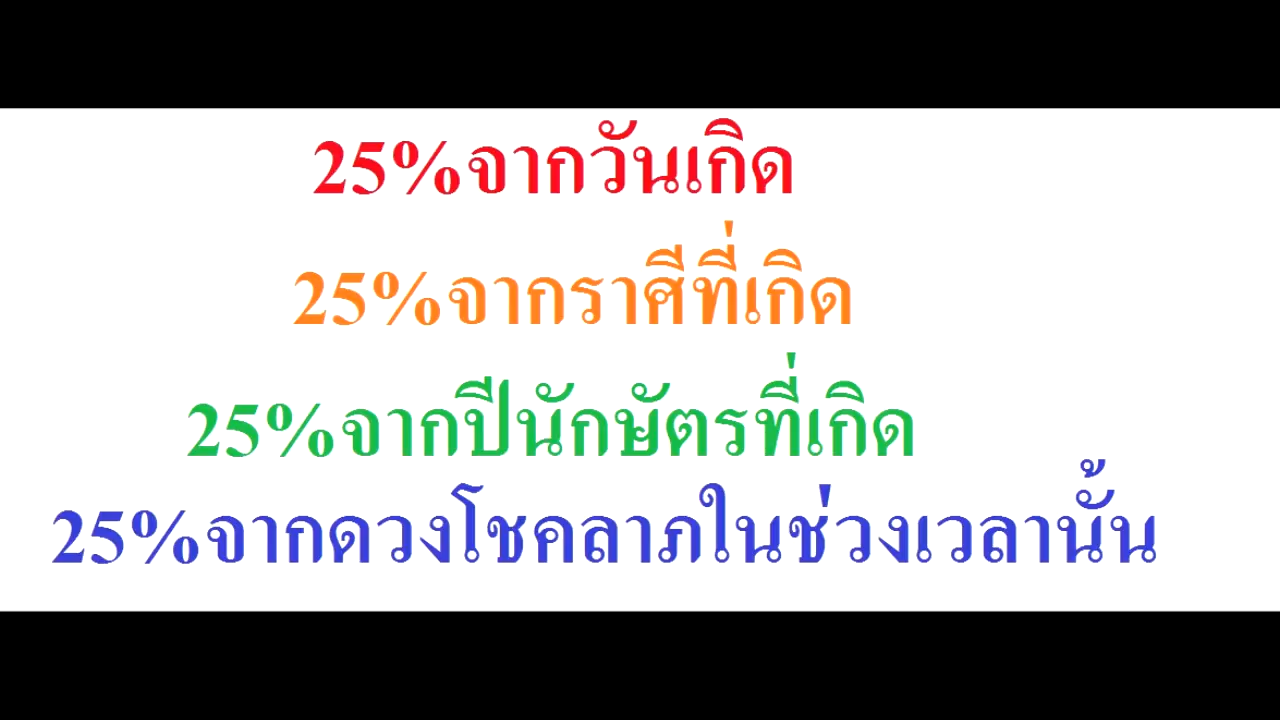 25%จากวันเกิด
25%จากราศีที่เกิด
25%จากปีนักษัตรที่เกิด
25%จากดวงโชคลาภในช่วงเวลานั้น